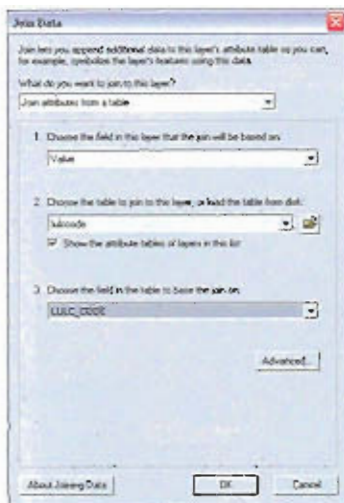 Join Data
Join lets you append additional data to this layer's attribute table so you can,
for example, symbolize the layer's features using this data.
What do you want to join to this layer?
Join attributes from a table
1. Choose the field in this layer that the join will be based on:
Value
2. Choose the table to join to this layer, or load the table from disk:
lulccode
Show the attribute tables of layers in this list
3. Choose the field in the table to base the join on:
LULC_CODE
Advanced...
About Joining Data
OK
Cancel